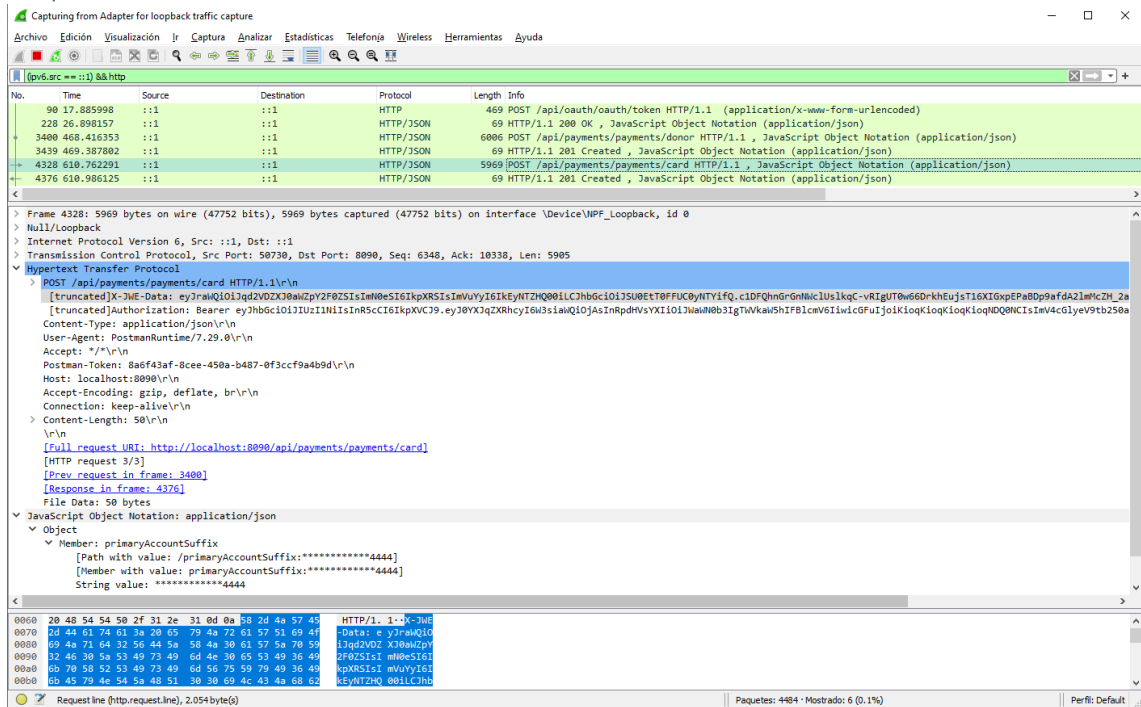 Capturing from Adapter for loopback traffic capture
Archivo Edición Visualización Ir Captura Analizar Estadísticas Telefonía Wireless Herramientas Ayuda
(ipv6.src == ::1) && http
No. Time Source Destination Protocol Length Info
90 17.885998 ::1 ::1 HTTP 469 POST /api/oauth/oauth/token HTTP/1.1 (application/x-www-form-urlencoded)
228 26.898157 ::1 ::1 HTTP/JSON 69 HTTP/1.1 200 OK , JavaScript Object Notation (application/json)
3400 468.416353 ::1 ::1 HTTP/JSON 6006 POST /api/payments/payments/donor HTTP/1.1 , JavaScript Object Notation (application/json)
3439 469.387802 ::1 ::1 HTTP/JSON 69 HTTP/1.1 201 Created , JavaScript Object Notation (application/json)
4328 610.762291 ::1 ::1 HTTP/JSON 5969 POST /api/payments/payments/card HTTP/1.1 , JavaScript Object Notation (application/json)
4376 610.986125 ::1 ::1 HTTP/JSON 69 HTTP/1.1 201 Created , JavaScript Object Notation (application/json)
Frame 4328: 5969 bytes on wire (47752 bits), 5969 bytes captured (47752 bits) on interface \Device\NPF_Loopback, id 0
Null/Loopback
Internet Protocol Version 6, Src: ::1, Dst: ::1
Transmission Control Protocol, Src Port: 50730, Dst Port: 8090, Seq: 6348, Ack: 10338, Len: 5905
Hypertext Transfer Protocol
POST /api/payments/payments/card HTTP/1.1\r\n
[truncated]X-JWE-Data:
[truncated]Authorization: Bearer
Content-Type: application/json\r\n
User-Agent: PostmanRuntime/7.29.0\r\n
Accept: */*\r\n
Postman-Token: 8a6f43af-8cee-450a-b487-0f3ccf9a4b9d\r\n
Host: localhost:8090\r\n
Accept-Encoding: gzip, deflate, br\r\n
Connection: keep-alive\r\n
Content-Length: 50\r\n
\r\n
[Full request URI: http://localhost:8090/api/payments/payments/card]
[HTTP request 3/3]
[Prev request in frame: 3400]
[Response in frame: 4376]
File Data: 50 bytes
JavaScript Object Notation: application/json
Object
Member: primaryAccountSuffix
[Path with value: /primaryAccountSuffix:************4444]
[Member with value: primaryAccountSuffix:************4444]
String value: ************4444
0060 20 48 54 54 50 2f 31 2e 31 0d 0a 58 2d 4a 57 45 HTTP/1. 1··X-JWE
0070 2d 44 61 74 61 3a 20 65 79 4a 72 61 57 51 69 4f -Data: e yJraWQiO
0080 69 4a 71 64 32 56 44 5a 58 4a 30 61 57 5a 70 59 iJqd2VDZ XJ0aWZpY
0090 32 46 30 5a 53 49 73 49 6d 4e 30 65 53 49 36 49 2F0ZSIsI mN0eSI6I
00a0 6b 70 58 52 53 49 73 49 6d 56 75 59 79 49 36 49 kpXRSIsI mVuYyI6I
00b0 6b 45 79 4e 54 5a 48 51 30 30 69 4c 43 4a 68 62 kEyNTZHQ 00iLCJhb
Request line (http.request.line), 2.054 byte(s)
Paquetes: 4484 · Mostrado: 6 (0.1%)
Perfil: Default